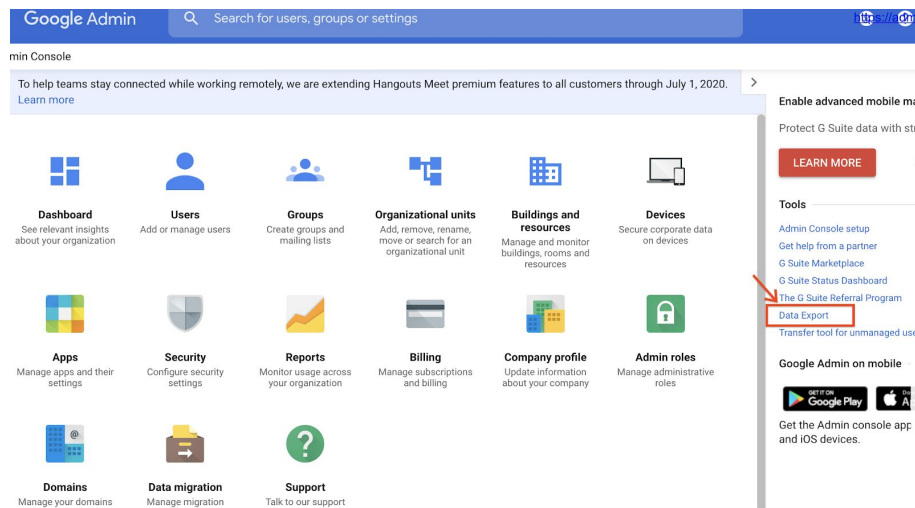 Google Admin
Search for users, groups or settings
min Console
To help teams stay connected while working remotely, we are extending Hangouts Meet premium features to all customers through July 1, 2020.
Learn more
Dashboard
See relevant insights
about your organization
Users
Add or manage users
Groups
Create groups and
mailing lists
Organizational units
Add, remove, rename,
move or search for an
organizational unit
Buildings and
resources
Manage and monitor
buildings, rooms and
resources
Devices
Secure corporate data
on devices
Apps
Manage apps and their
settings
Security
Configure security
settings
Reports
Monitor usage across
your organization
Billing
Manage subscriptions
and billing
Company profile
Update information
about your company
Admin roles
Manage administrative
roles
Domains
Manage your domains
Data migration
Manage migration
Support
Talk to our support
Enable advanced mobile ma
Protect G Suite data with str
LEARN MORE
Tools
Admin Console setup
Get help from a partner
G Suite Marketplace
G Suite Status Dashboard
The G Suite Referral Program
Data Export
Transfer tool for unmanaged use
Google Admin on mobile
GET IT ON
Google Play
Get the Admin console app
and iOS devices.